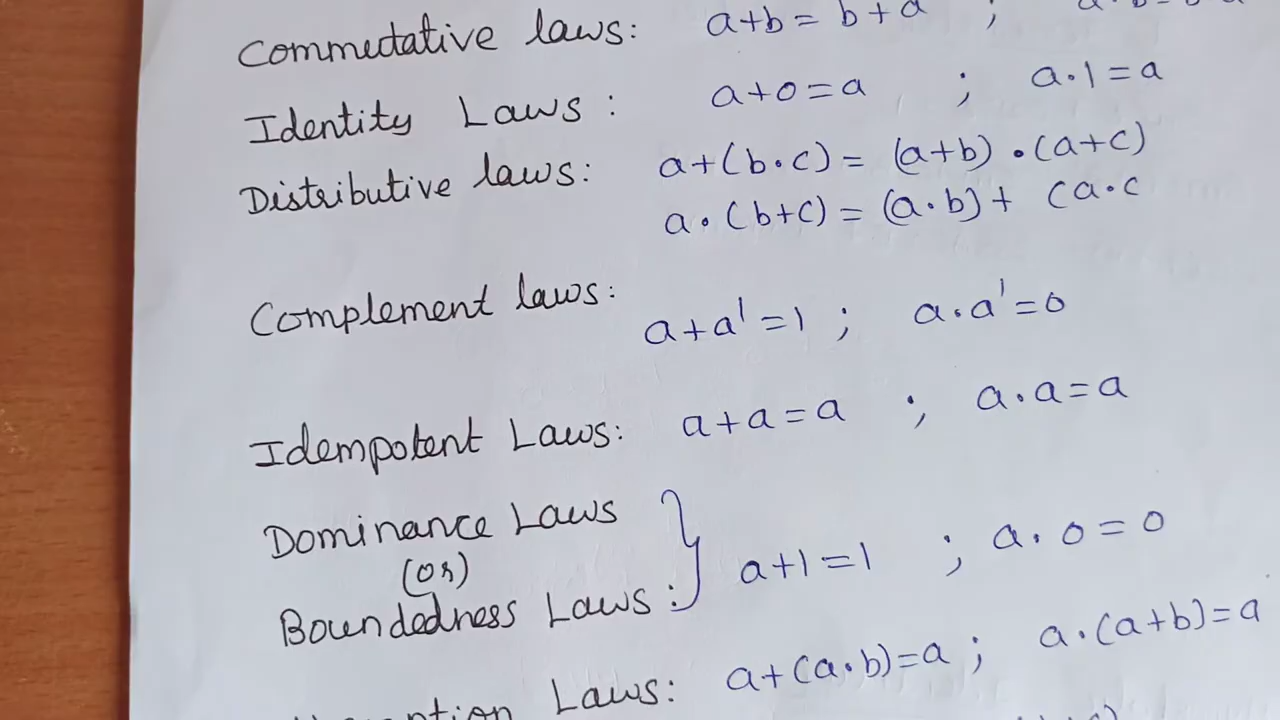 Commutative laws: a+b = b+a ;
Identity Laws : a+0=a ; a·1=a
Distributive laws: a+(b·c) = (a+b)·(a+c)
a·(b+c) = (a·b)+ (a·c
Complement laws:
a+a'=1 ; a·a'=0
Idempotent Laws: a+a=a ; a·a=a
Dominance Laws
(or)
Boundedness Laws : a+1=1 ; a·0=0
Laws: a+(a·b)=a ; a·(a+b)=a